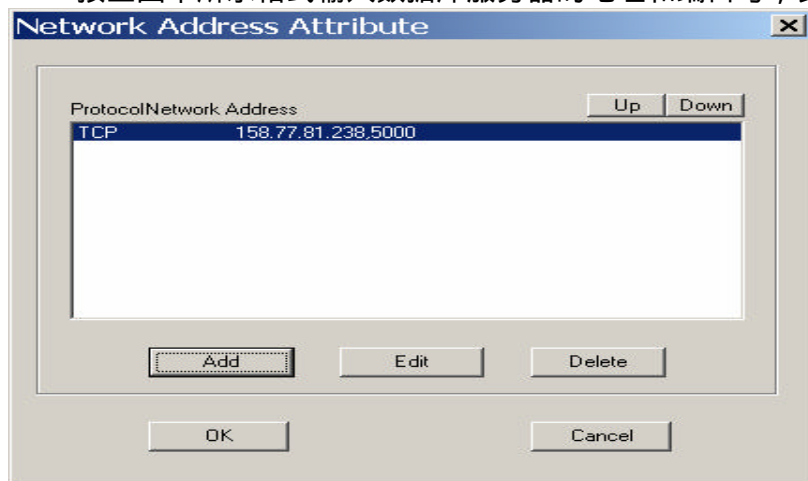 Network Address Attribute
ProtocolNetwork Address
Up Down
TCP 158.77.81.238,5000
Add Edit Delete
OK Cancel